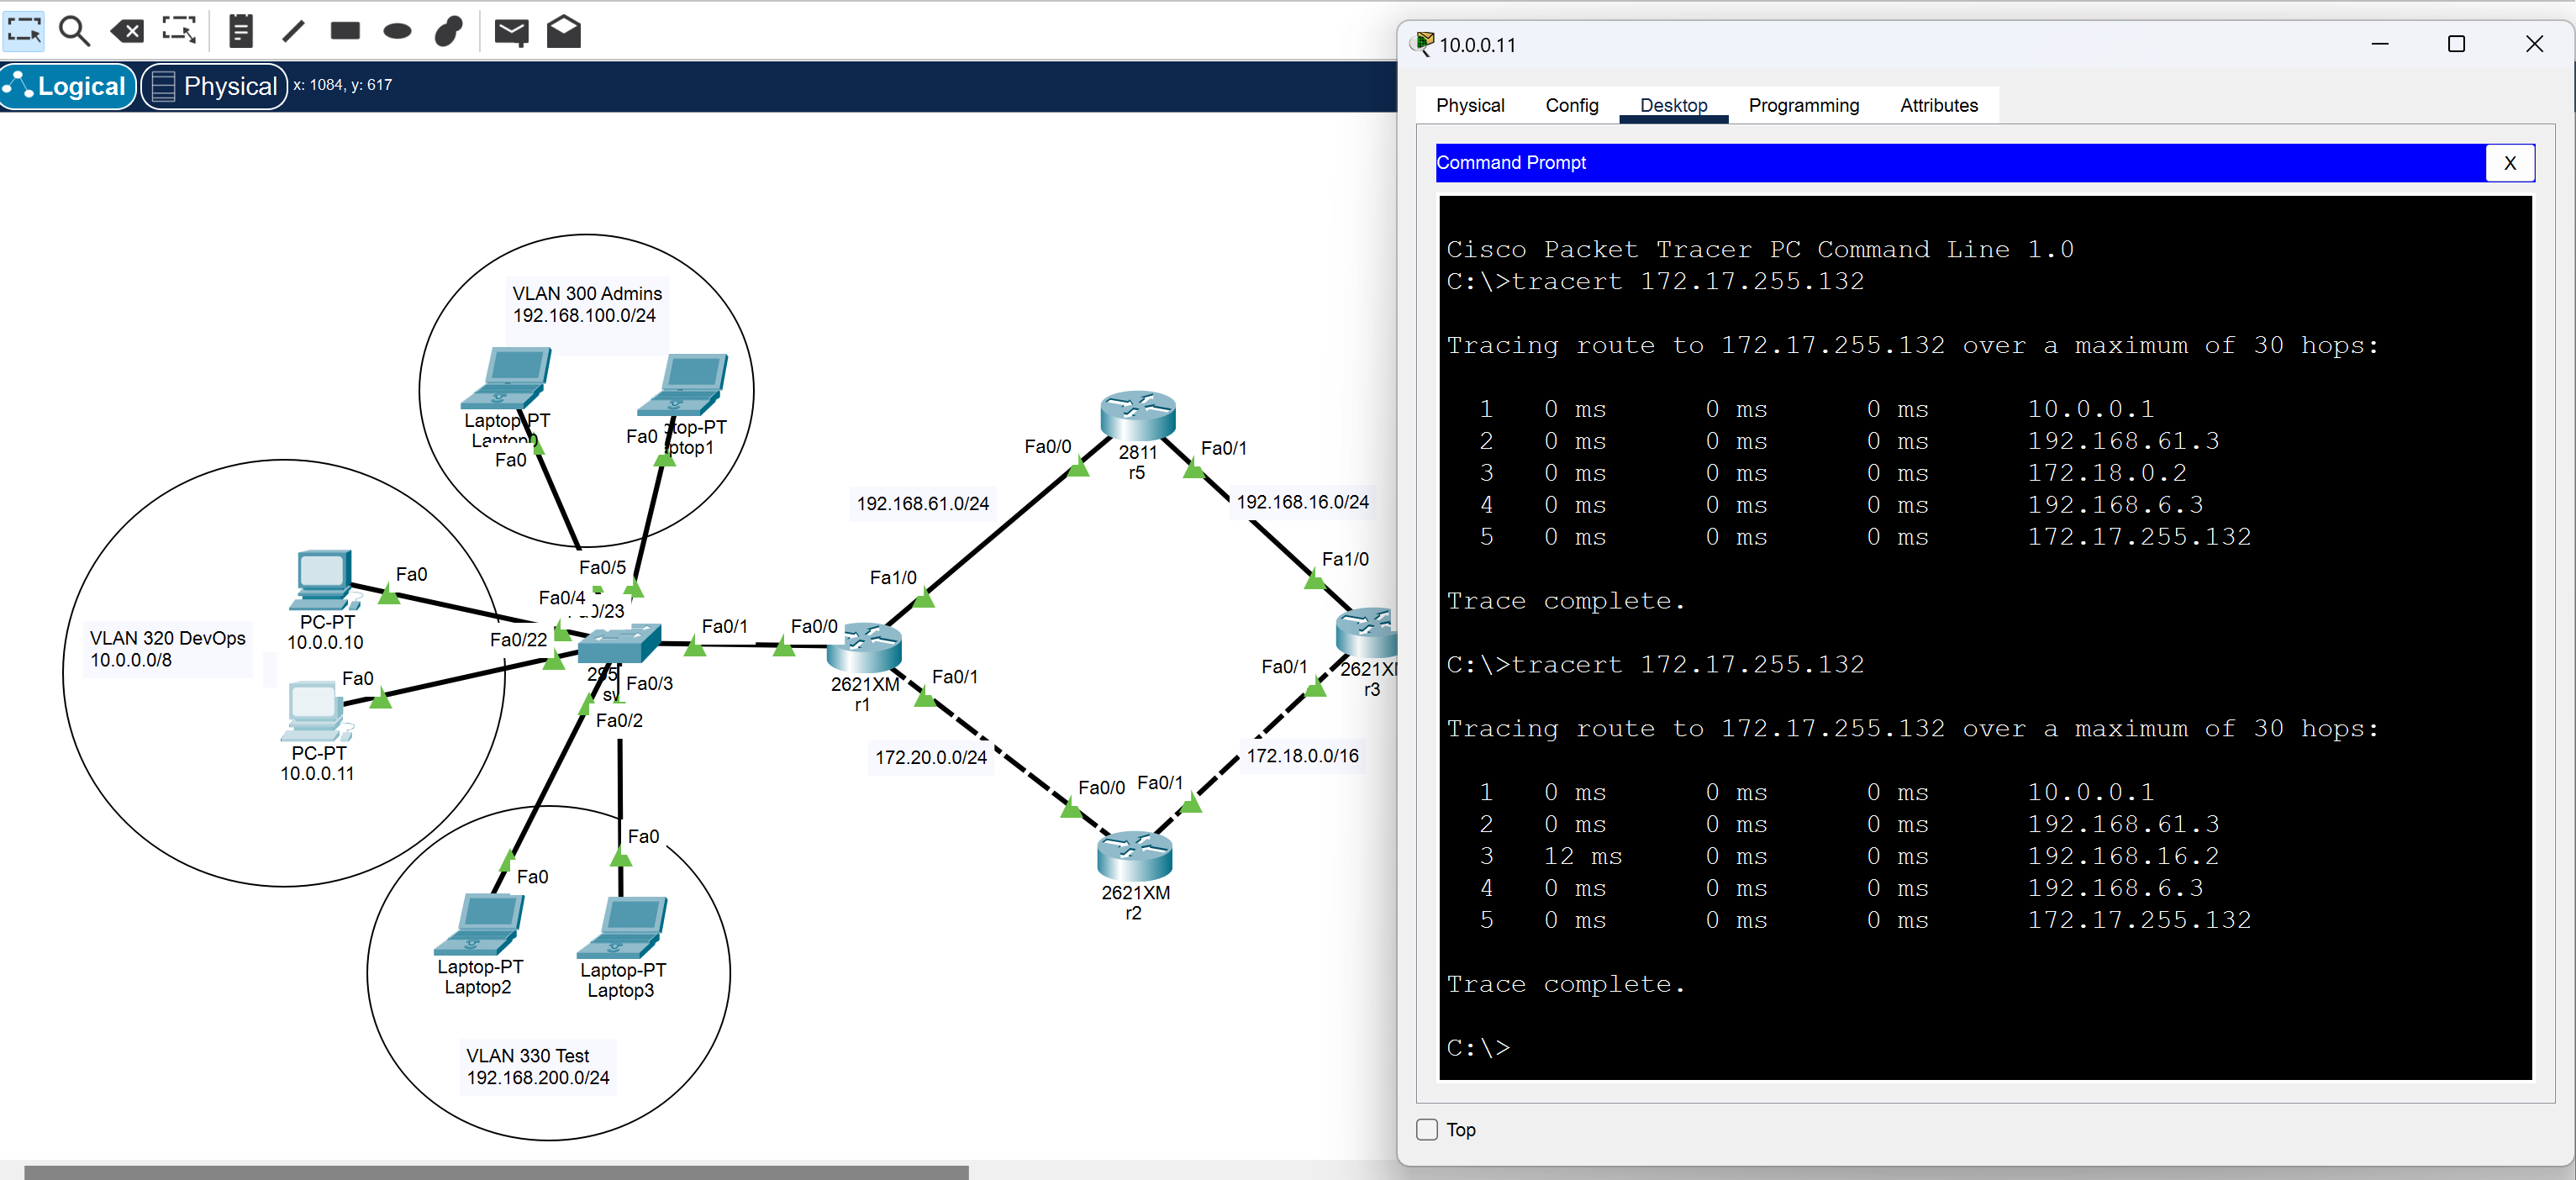 Logical
Physical
x: 1084, y: 617
VLAN 300 Admins
192.168.100.0/24
Laptop-PT
Laptop0
Fa0
Fa0
top-PT
ptop1
VLAN 320 DevOps
10.0.0.0/8
PC-PT
10.0.0.10
Fa0
PC-PT
10.0.0.11
Fa0
Fa0/5
Fa0/4
0/23
Fa0/22
295
Fa0/3
Fa0/2
Fa0/1
Fa0/0
Fa0
Fa0
Laptop-PT
Laptop2
Laptop-PT
Laptop3
VLAN 330 Test
192.168.200.0/24
2621XM
r1
Fa1/0
Fa0/1
192.168.61.0/24
172.20.0.0/24
Fa0/0
Fa0/1
2811
r5
192.168.16.0/24
Fa1/0
Fa0/1
2621X
r3
172.18.0.0/16
Fa0/0
Fa0/1
2621XM
r2
10.0.0.11
Physical
Config
Desktop
Programming
Attributes
Command Prompt
X
Cisco Packet Tracer PC Command Line 1.0
C:\>tracert 172.17.255.132
Tracing route to 172.17.255.132 over a maximum of 30 hops:
1 0 ms 0 ms 0 ms 10.0.0.1
2 0 ms 0 ms 0 ms 192.168.61.3
3 0 ms 0 ms 0 ms 172.18.0.2
4 0 ms 0 ms 0 ms 192.168.6.3
5 0 ms 0 ms 0 ms 172.17.255.132
Trace complete.
C:\>tracert 172.17.255.132
Tracing route to 172.17.255.132 over a maximum of 30 hops:
1 0 ms 0 ms 0 ms 10.0.0.1
2 0 ms 0 ms 0 ms 192.168.61.3
3 12 ms 0 ms 0 ms 192.168.16.2
4 0 ms 0 ms 0 ms 192.168.6.3
5 0 ms 0 ms 0 ms 172.17.255.132
Trace complete.
C:\>
Top